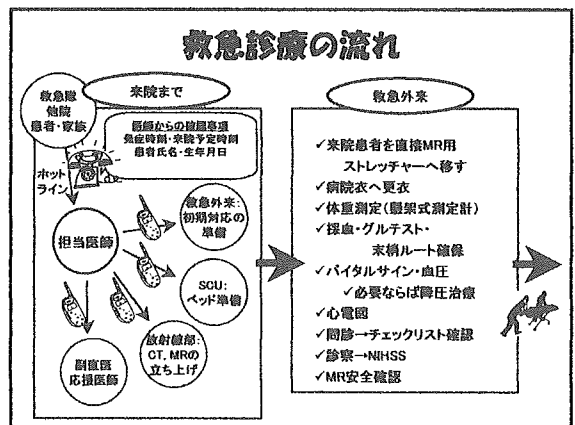 救急診療の流れ
救急隊
他院
患者・家族
来院まで
医師からの確認事項
発症時刻・来院予定時刻
患者氏名・生年月日
ホット
ライン
担当医師
救急外来:
初期対応の
準備
SCU:
ベッド準備
放射線部:
CT、MRの
立ち上げ
副直医
応援医師
救急外来
✓来院患者を直接MR用
ストレッチャーへ移す
✓病院衣へ更衣
✓体重測定(懸架式測定計)
✓採血・グルテスト・
末梢ルート確保
✓バイタルサイン・血圧
✓必要ならば降圧治療
✓心電図
✓問診→チェックリスト確認
✓診察→NIHSS
✓MR安全確認